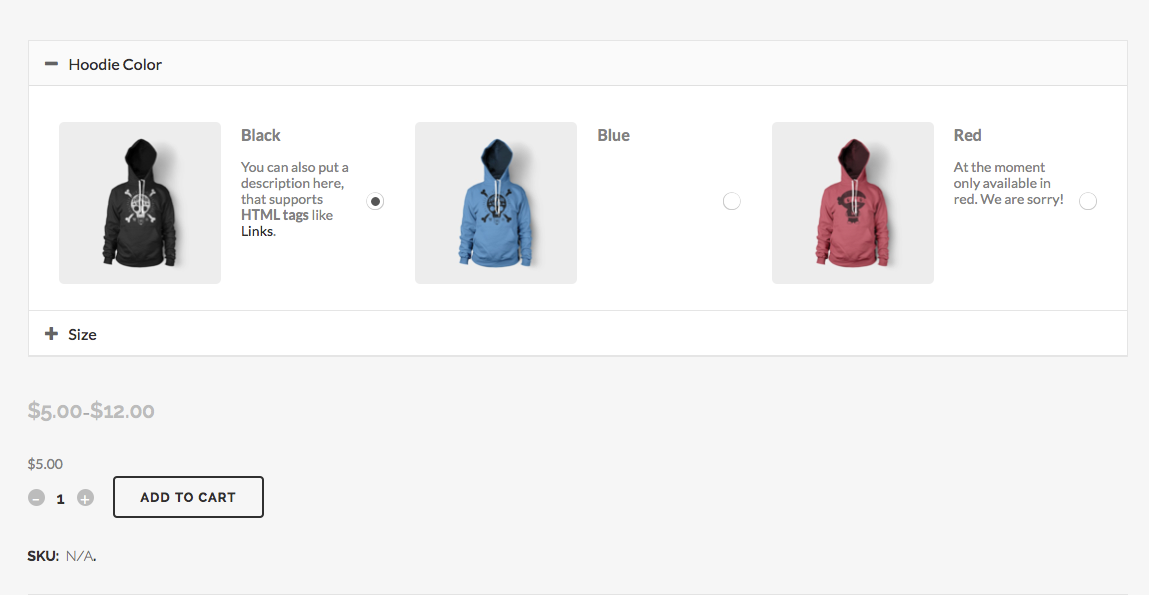 Hoodie Color
Black
You can also put a
description here,
that supports
HTML tags like
Links.
Blue
Red
At the moment
only available in
red. We are sorry!
Size
$5.00-$12.00
$5.00
- 1 +
ADD TO CART
SKU: N/A.